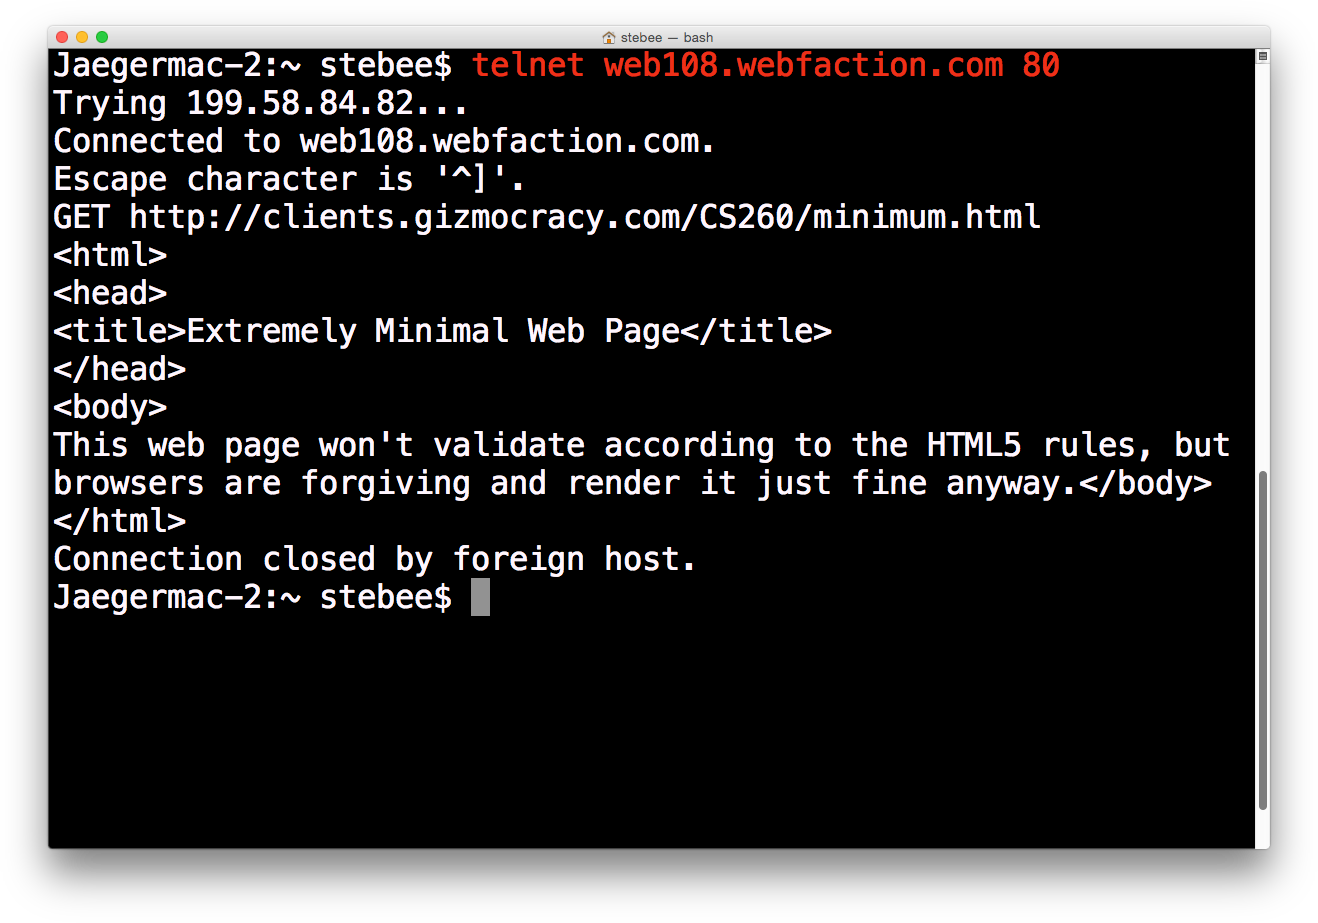 stebee — bash
Jaegermac-2:~ stebee$ telnet web108.webfaction.com 80
Trying 199.58.84.82...
Connected to web108.webfaction.com.
Escape character is '^]'.
GET http://clients.gizmocracy.com/CS260/minimum.html
<html>
<head>
<title>Extremely Minimal Web Page</title>
</head>
<body>
This web page won't validate according to the HTML5 rules, but
browsers are forgiving and render it just fine anyway.</body>
</html>
Connection closed by foreign host.
Jaegermac-2:~ stebee$